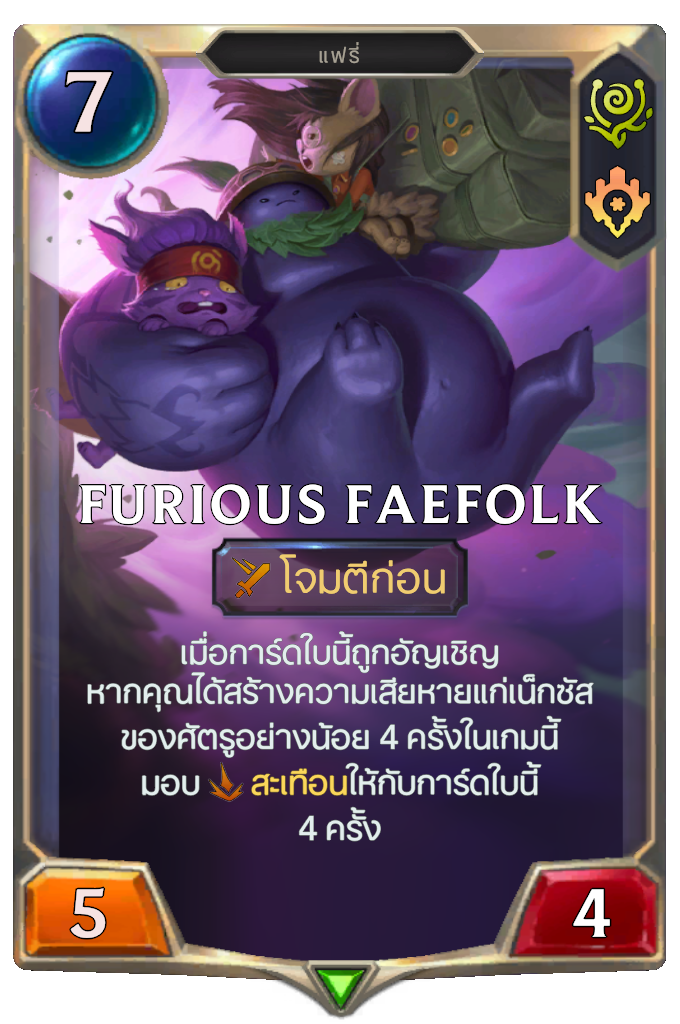 แฟรี่
7
FURIOUS FAEFOLK
โจมตีก่อน
เมื่อการ์ดใบนี้ถูกอัญเชิญ
หากคุณได้สร้างความเสียหายแก่เน็กซัส
ของศัตรูอย่างน้อย 4 ครั้งในเกมนี้
มอบ สะเทือนให้กับการ์ดใบนี้
4 ครั้ง
5
4